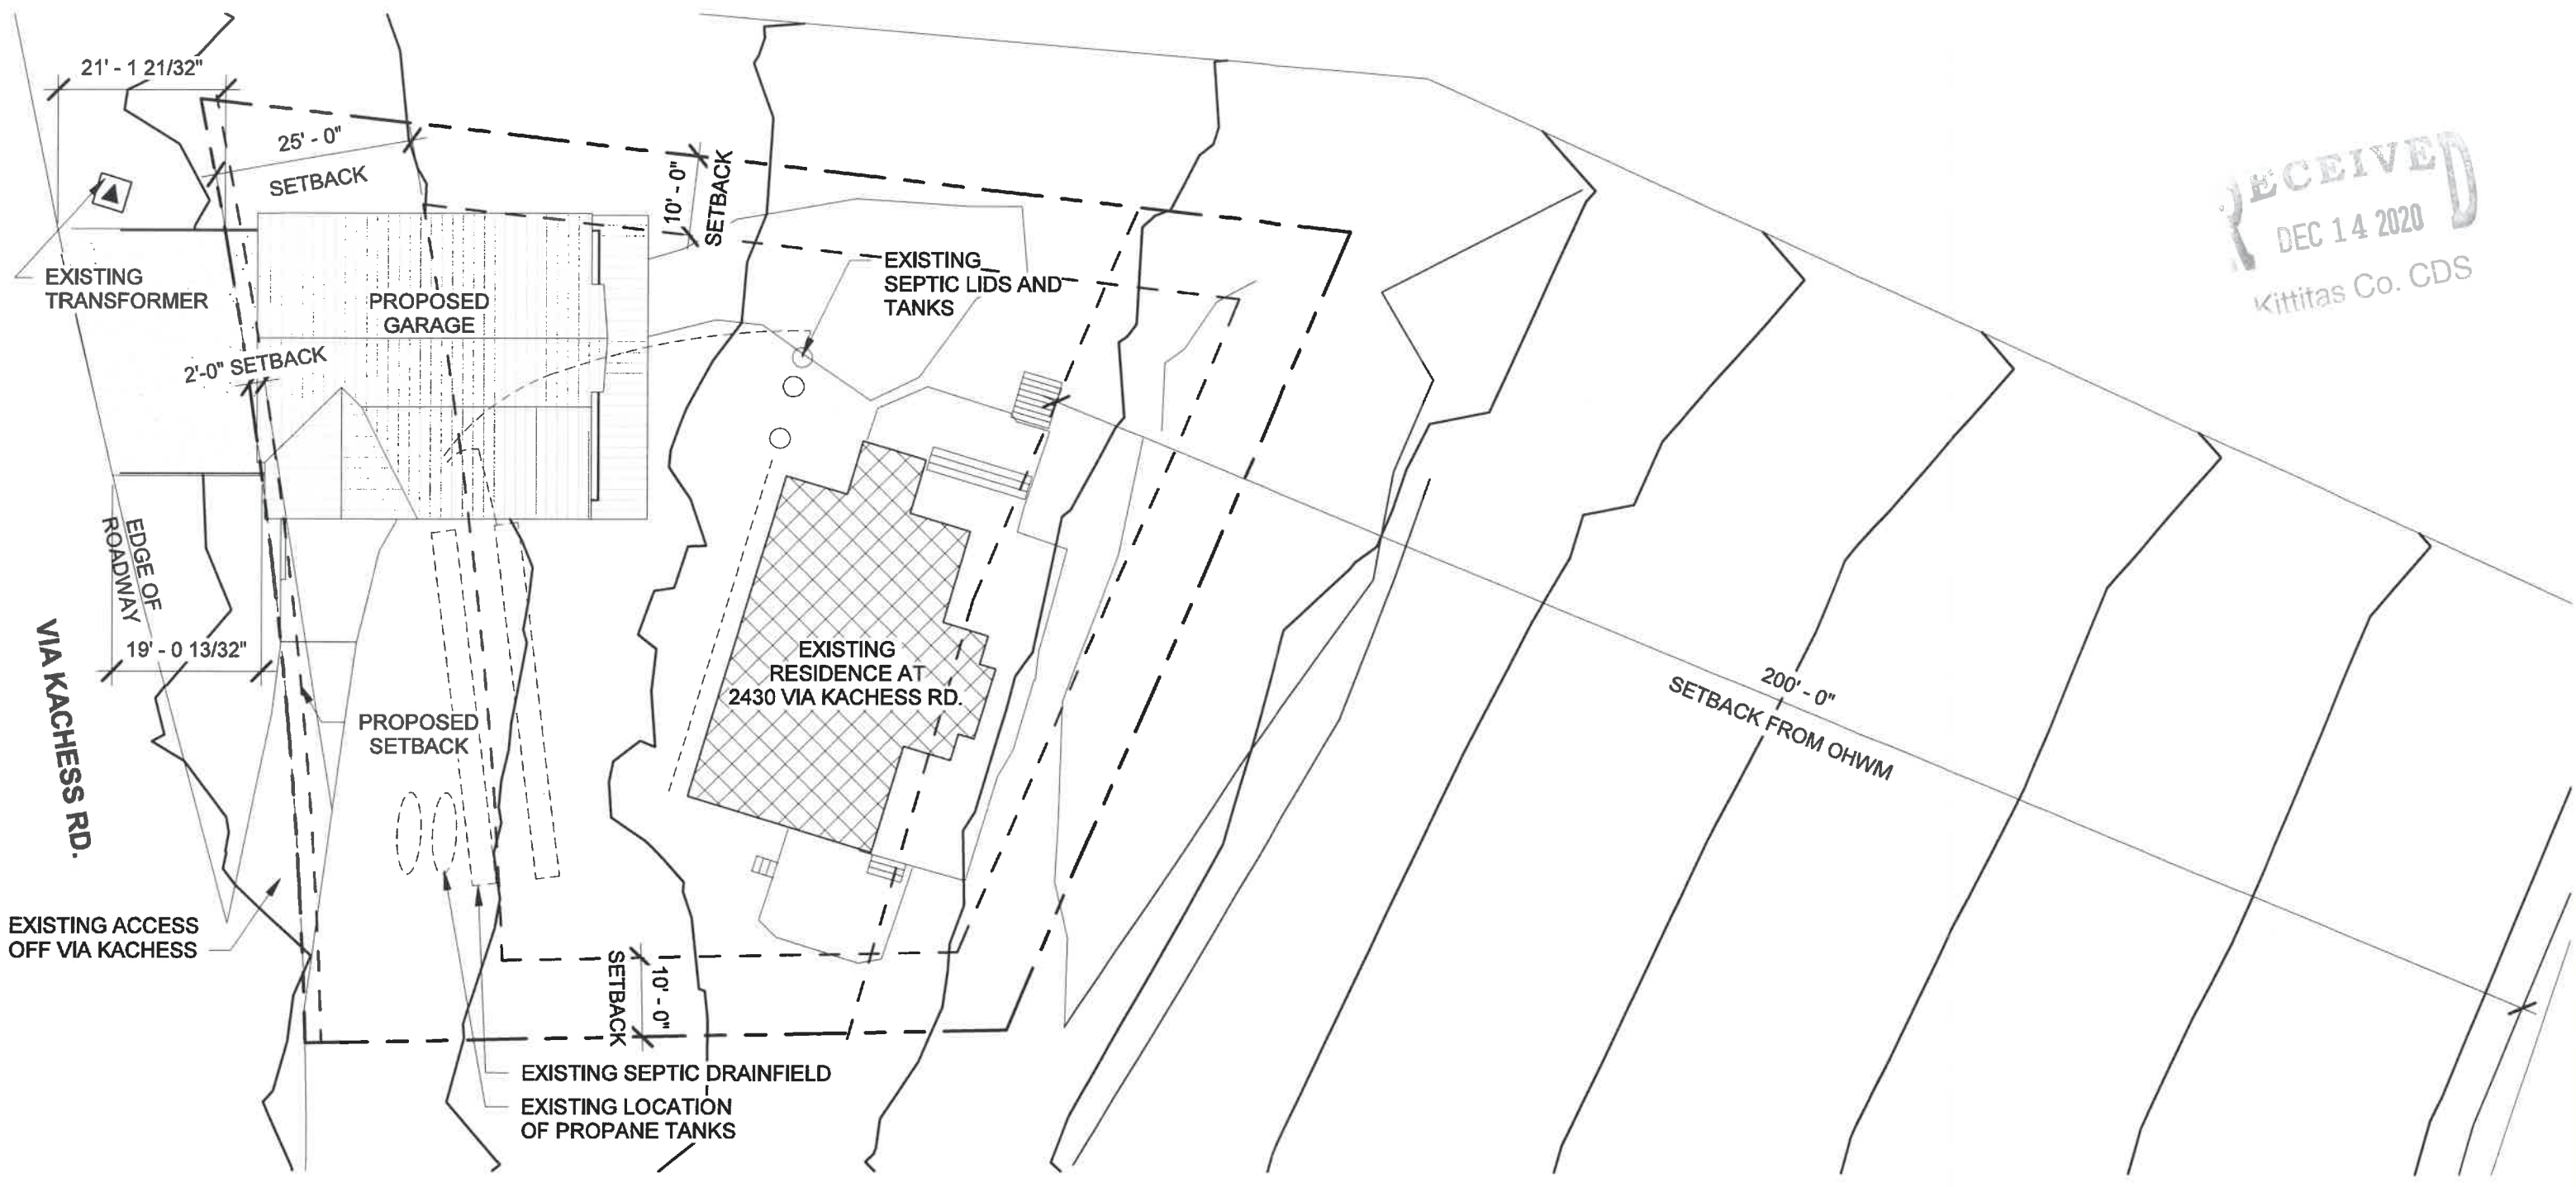 21' - 1 21/32"
25' - 0"
SETBACK
10' - 0"
SETBACK
RECEIVED
DEC 14 2020
Kittitas Co. CDS
EXISTING
TRANSFORMER
PROPOSED
GARAGE
EXISTING
SEPTIC LIDS AND
TANKS
2'-0" SETBACK
EDGE OF
ROADWAY
19' - 0 13/32"
VIA KACHESS RD.
PROPOSED
SETBACK
EXISTING
RESIDENCE AT
2430 VIA KACHESS RD.
200' - 0"
SETBACK FROM OHWM
EXISTING ACCESS
OFF VIA KACHESS
SETBACK
10' - 0"
EXISTING SEPTIC DRAINFIELD
EXISTING LOCATION
OF PROPANE TANKS